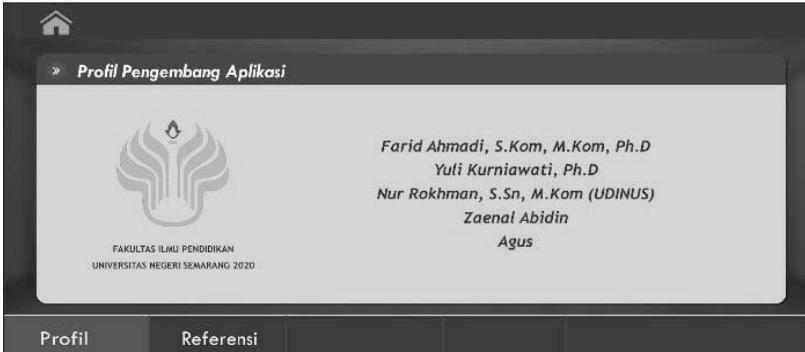 » Profil Pengembang Aplikasi
Farid Ahmadi, S.Kom, M.Kom, Ph.D
Yuli Kurniawati, Ph.D
Nur Rokhman, S.Sn, M.Kom (UDINUS)
Zaenal Abidin
Agus
FAKULTAS ILMU PENDIDIKAN
UNIVERSITAS NEGERI SEMARANG 2020
Profil Referensi